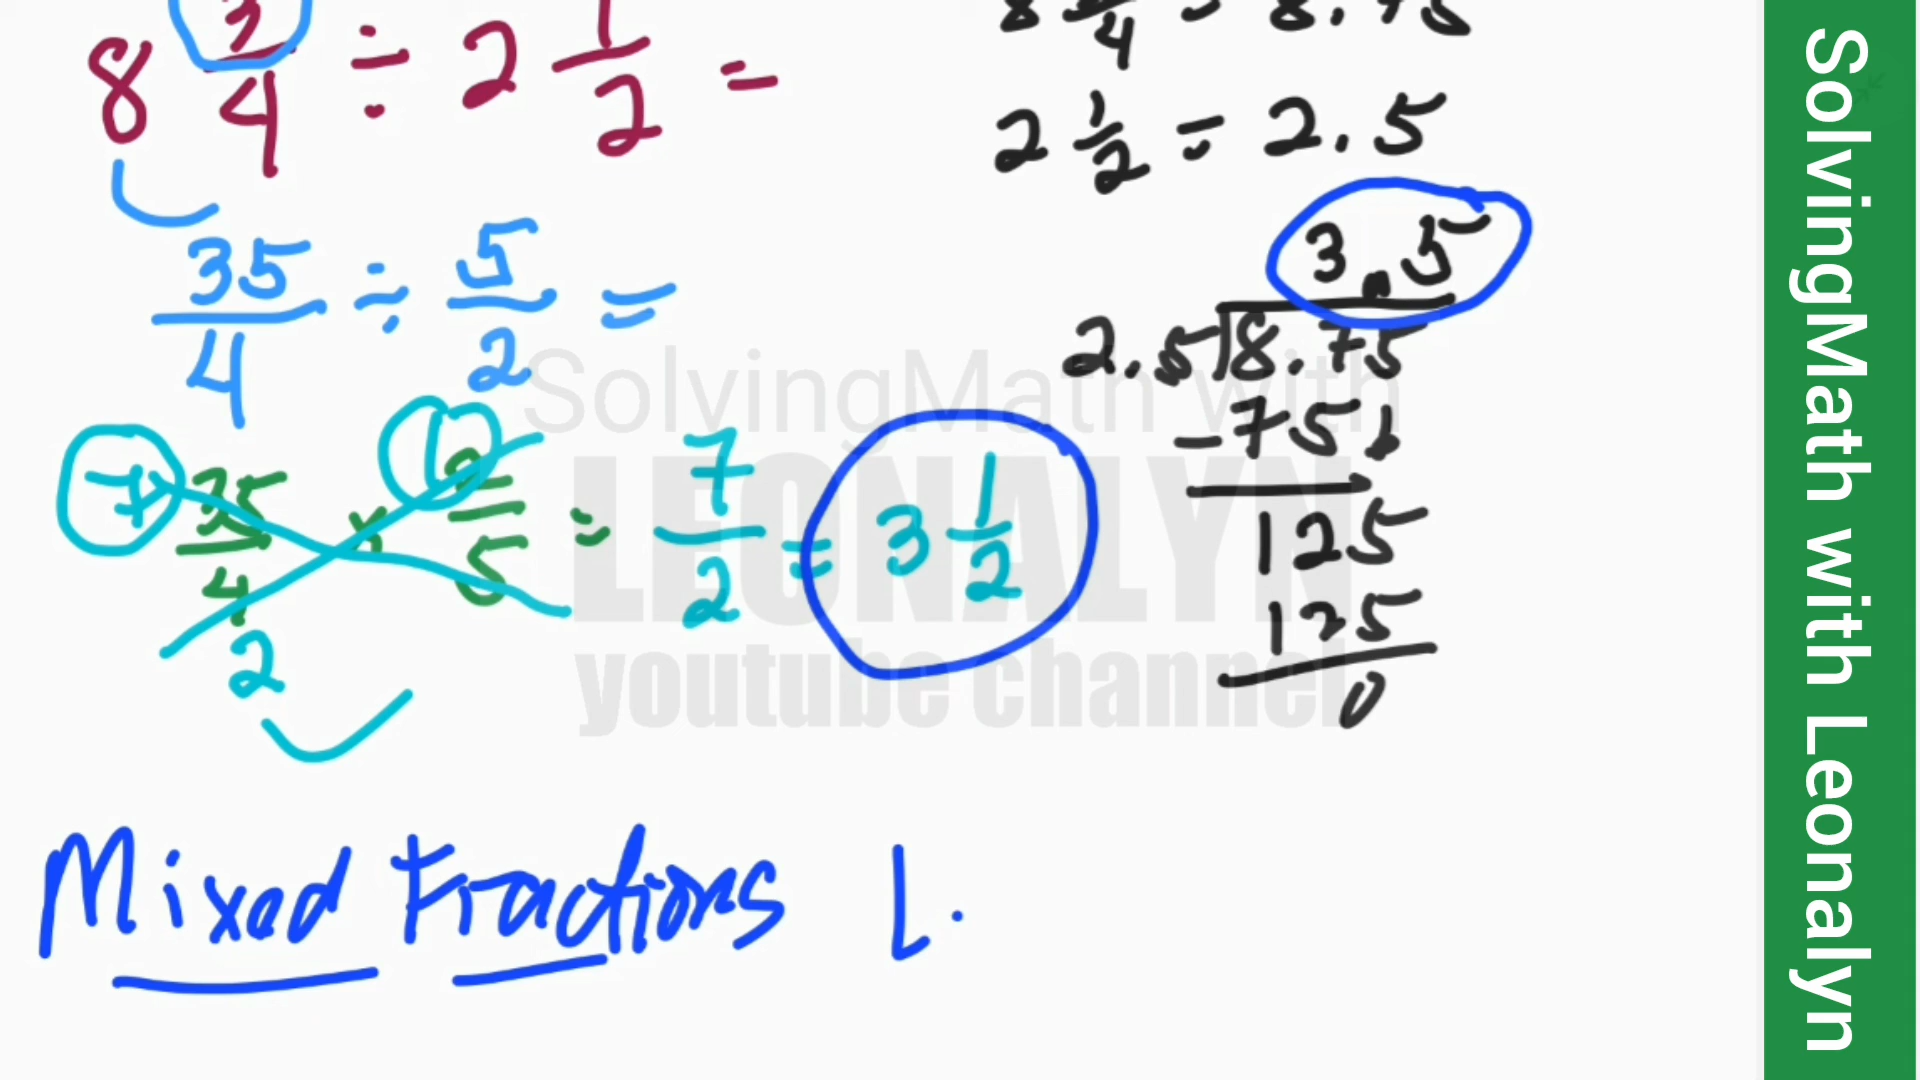 8 3/4 ÷ 2 1/2 =
35/4 ÷ 5/2 =
7 35/4 x 1 2/5 = 7/2 = 3 1/2
2
8 3/4 = 8.75
2 1/2 = 2.5
3.5
2.5 8.75
-75
125
125
0
Mixed Fractions
SolvingMath with
LEONALYN
youtube channel
SolvingMath with Leonalyn